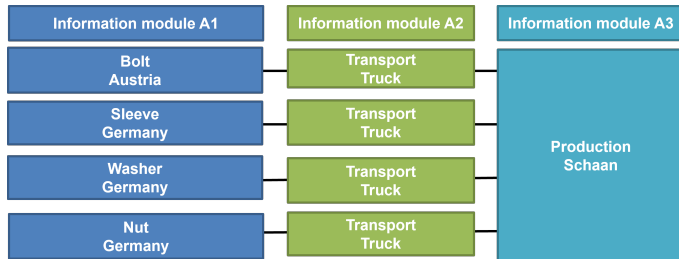 Information module A1
Information module A2
Information module A3
Bolt
Austria
Transport
Truck
Sleeve
Germany
Transport
Truck
Washer
Germany
Transport
Truck
Nut
Germany
Transport
Truck
Production
Schaan